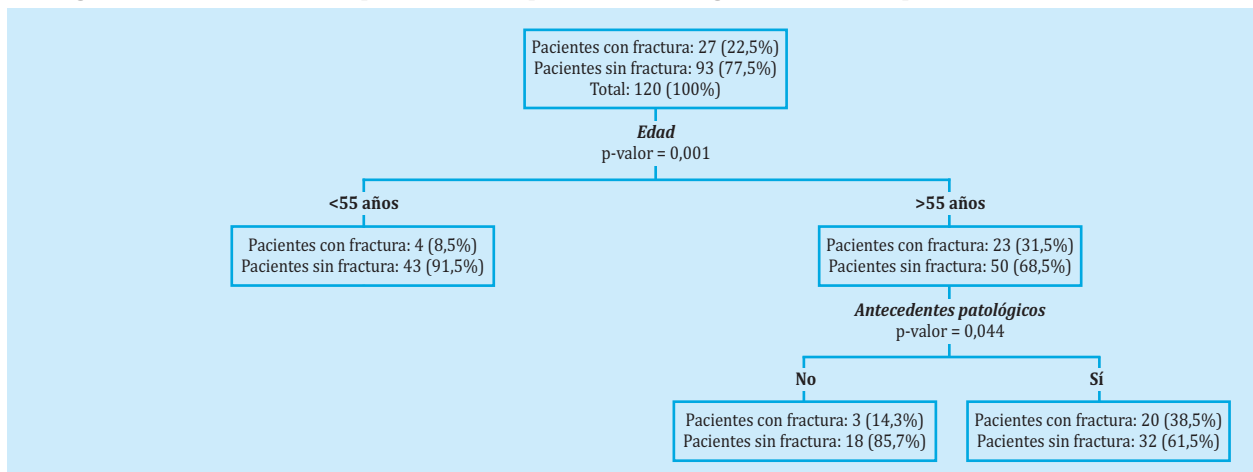 Pacientes con fractura: 27 (22,5%)
Pacientes sin fractura: 93 (77,5%)
Total: 120 (100%)
Edad
p-valor = 0,001
<55 años
>55 años
Pacientes con fractura: 4 (8,5%)
Pacientes sin fractura: 43 (91,5%)
Pacientes con fractura: 23 (31,5%)
Pacientes sin fractura: 50 (68,5%)
Antecedentes patológicos
p-valor = 0,044
No
Sí
Pacientes con fractura: 3 (14,3%)
Pacientes sin fractura: 18 (85,7%)
Pacientes con fractura: 20 (38,5%)
Pacientes sin fractura: 32 (61,5%)